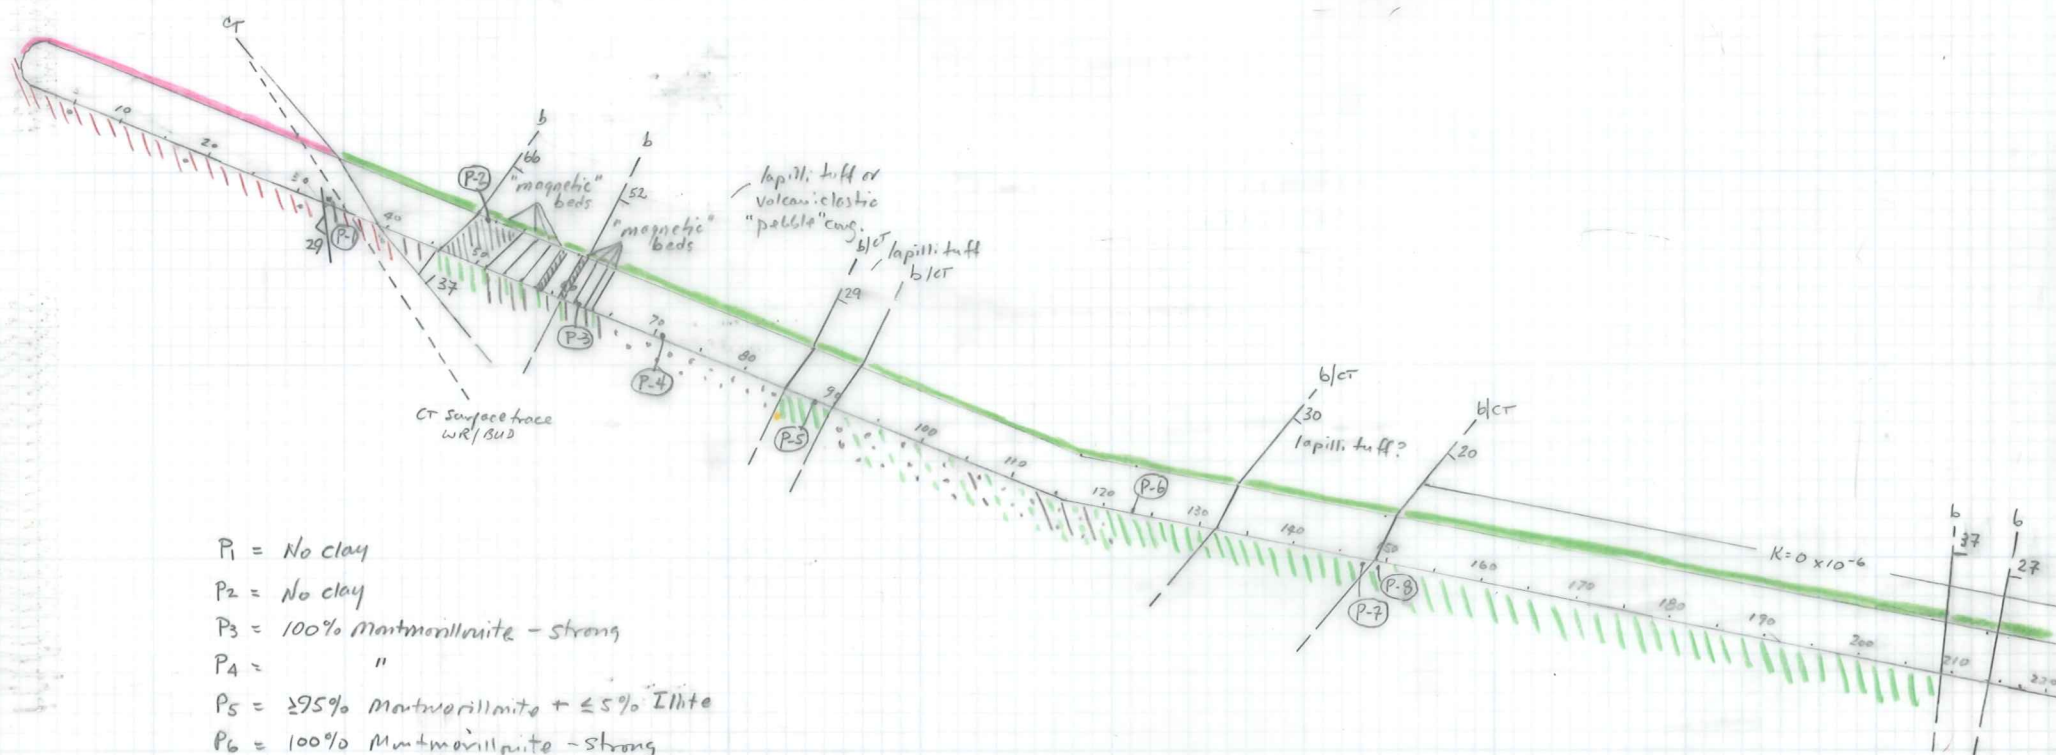 CT
10
20
30
40
50
29
P-1
37
P-2
b
66
"magnetic"
beds
b
52
"magnetic"
beds
P-3
lapilli tuff or
volcaniclastic
"pebble" cong.
b/CT
29
lapilli tuff
b/CT
70
P-4
80
90
P-5
CT Surface trace
WR/BUD
100
110
120
P-6
130
140
b/CT
30
lapilli tuff?
b/CT
20
150
P-7
P-8
160
170
180
190
200
210
220
K=0 x10-6
b
37
b
27
P1 = No clay
P2 = No clay
P3 = 100% Montmorillonite - strong
P4 = "
P5 = ≥95% Montmorillonite + ≤5% Illite
P6 = 100% Montmorillonite - strong